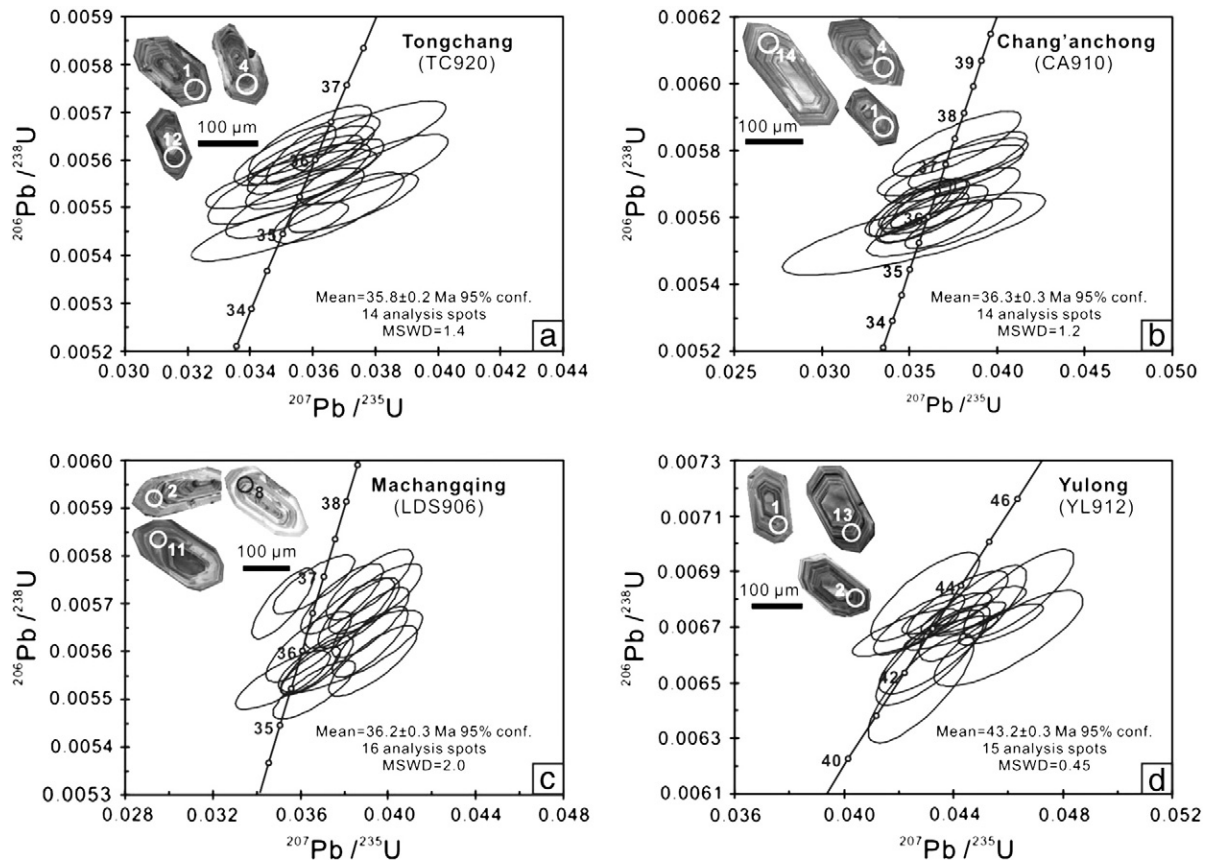 0.0059
0.0058
0.0057
0.0056
0.0055
0.0054
0.0053
0.0052
²⁰⁶Pb /²³⁸U
1
4
12
100 µm
Tongchang
(TC920)
37
36
35
34
Mean=35.8±0.2 Ma 95% conf.
14 analysis spots
MSWD=1.4
a
0.030 0.032 0.034 0.036 0.038 0.040 0.042 0.044
²⁰⁷Pb /²³⁵U
0.0062
0.0060
0.0058
0.0056
0.0054
0.0052
²⁰⁶Pb /²³⁸U
14
4
1
100 µm
Chang'anchong
(CA910)
39
38
37
36
35
34
Mean=36.3±0.3 Ma 95% conf.
14 analysis spots
MSWD=1.2
b
0.025 0.030 0.035 0.040 0.045 0.050
²⁰⁷Pb /²³⁵U
0.0060
0.0059
0.0058
0.0057
0.0056
0.0055
0.0054
0.0053
²⁰⁶Pb /²³⁸U
2
8
11
100 µm
Machangqing
(LDS906)
38
37
36
35
Mean=36.2±0.3 Ma 95% conf.
16 analysis spots
MSWD=2.0
c
0.028 0.032 0.036 0.040 0.044 0.048
²⁰⁷Pb /²³⁵U
0.0073
0.0071
0.0069
0.0067
0.0065
0.0063
0.0061
²⁰⁶Pb /²³⁸U
1
13
2
100 µm
Yulong
(YL912)
46
44
42
40
Mean=43.2±0.3 Ma 95% conf.
15 analysis spots
MSWD=0.45
d
0.036 0.040 0.044 0.048 0.052
²⁰⁷Pb /²³⁵U